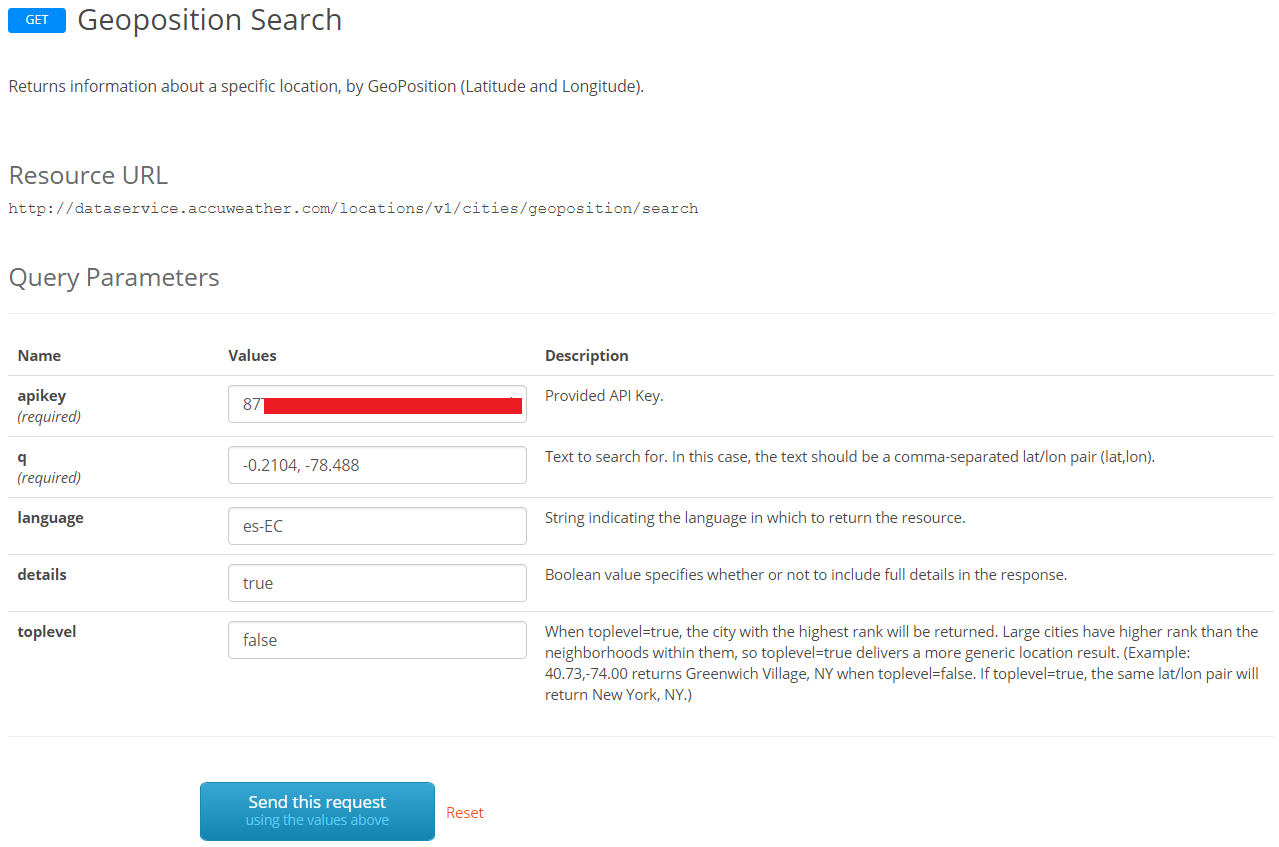 GET Geoposition Search
Returns information about a specific location, by GeoPosition (Latitude and Longitude).
Resource URL
http://dataservice.accuweather.com/locations/v1/cities/geoposition/search
Query Parameters
Name Values Description
apikey
(required)
87
Provided API Key.
q
(required)
-0.2104, -78.488
Text to search for. In this case, the text should be a comma-separated lat/lon pair (lat,lon).
language
es-EC
String indicating the language in which to return the resource.
details
true
Boolean value specifies whether or not to include full details in the response.
toplevel
false
When toplevel=true, the city with the highest rank will be returned. Large cities have higher rank than the
neighborhoods within them, so toplevel=true delivers a more generic location result. (Example:
40.73,-74.00 returns Greenwich Village, NY when toplevel=false. If toplevel=true, the same lat/lon pair will
return New York, NY.)
Send this request
using the values above
Reset